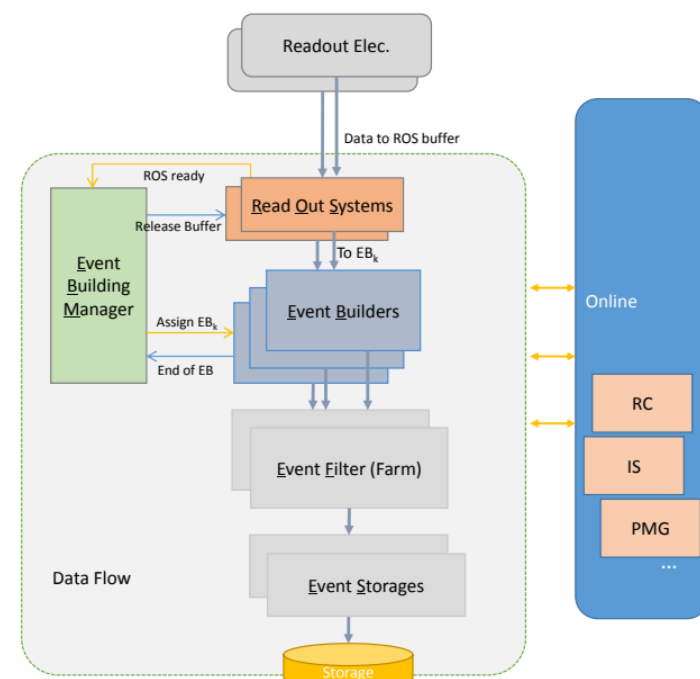 Readout Elec.
Data to ROS buffer
ROS ready
Read Out Systems
Release Buffer
To EBk
Event
Building
Manager
Event Builders
Assign EBk
End of EB
Online
RC
Event Filter (Farm)
IS
PMG
...
Data Flow
Event Storages
Storage